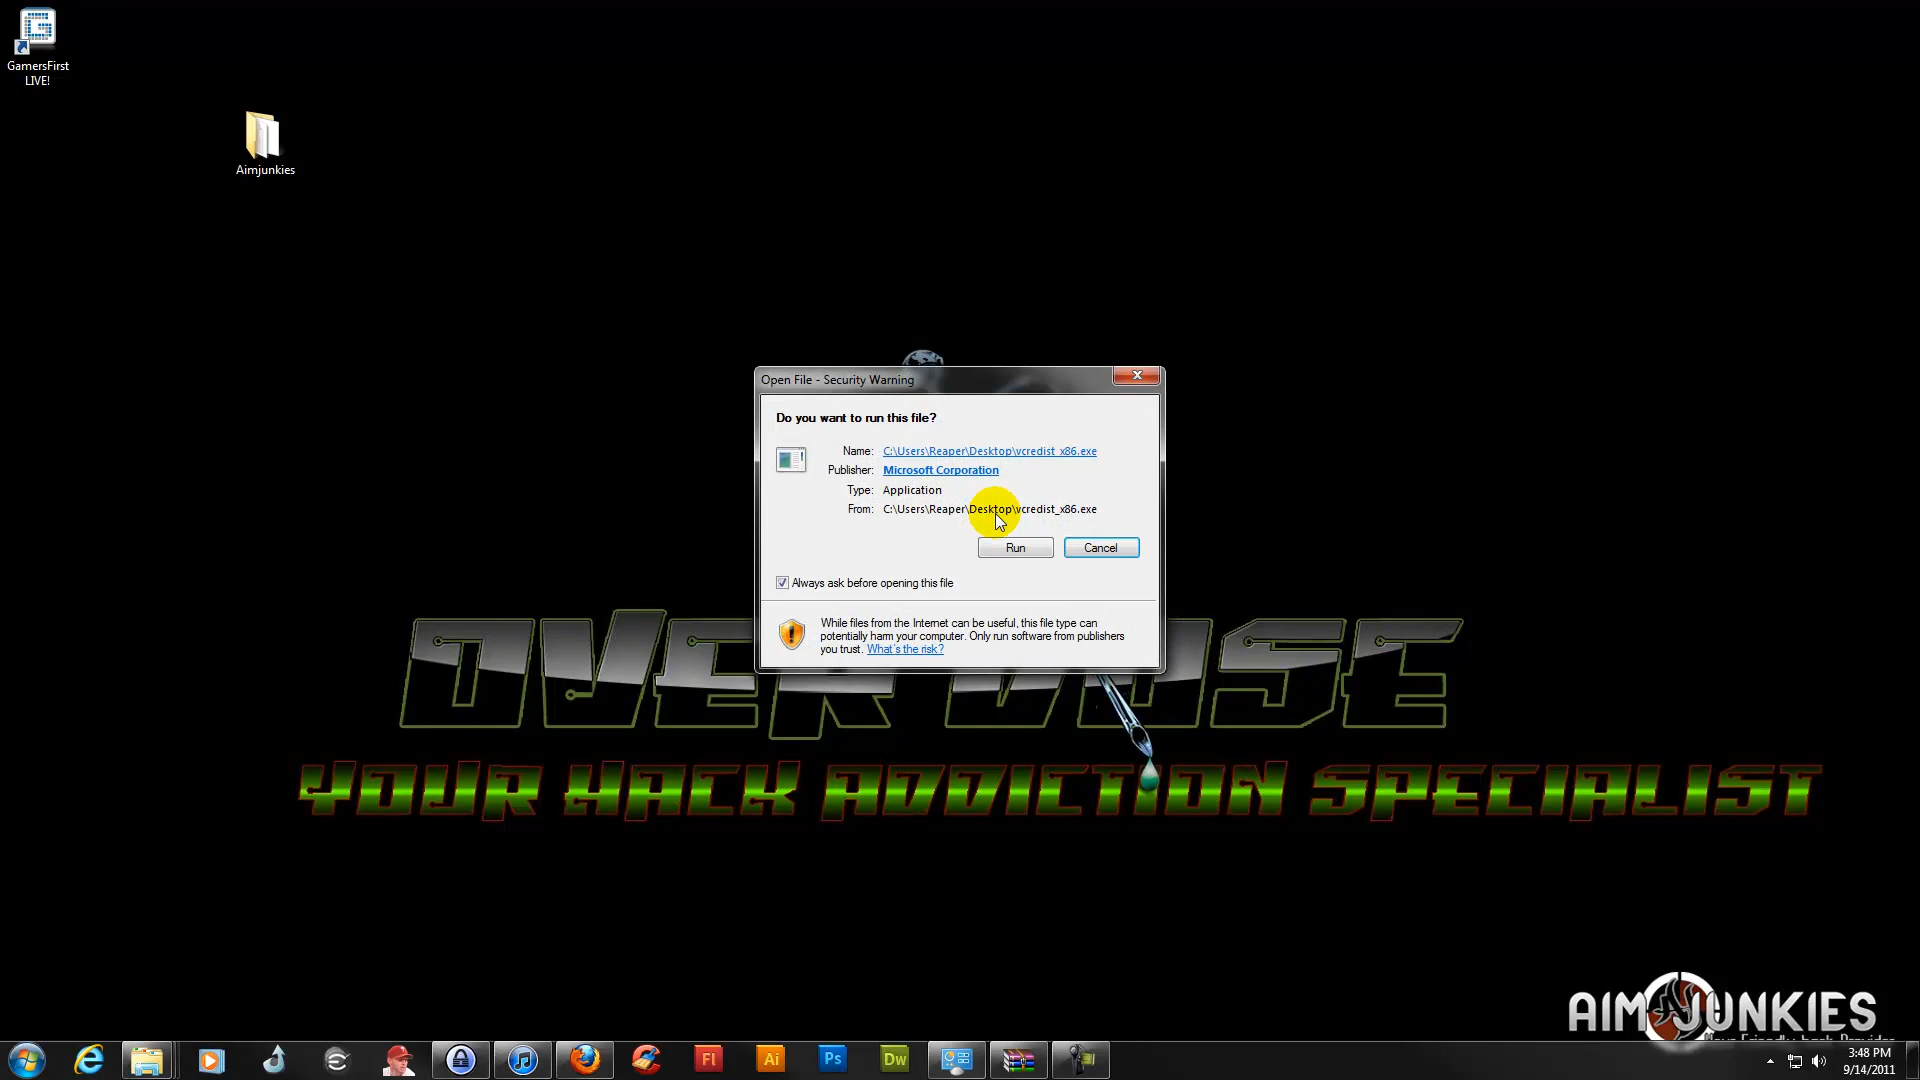 GamersFirst
LIVE!
Aimjunkies
Open File - Security Warning
Do you want to run this file?
Name: C:\Users\Reaper\Desktop\vcredist_x86.exe
Publisher: Microsoft Corporation
Type: Application
From: C:\Users\Reaper\Desktop\vcredist_x86.exe
Run Cancel
Always ask before opening this file
While files from the Internet can be useful, this file type can
potentially harm your computer. Only run software from publishers
you trust. What's the risk?
OVER DOSE
YOUR HACK ADDICTION SPECIALIST
AIMJUNKIES
Fl Ai Ps Dw
3:48 PM
9/14/2011